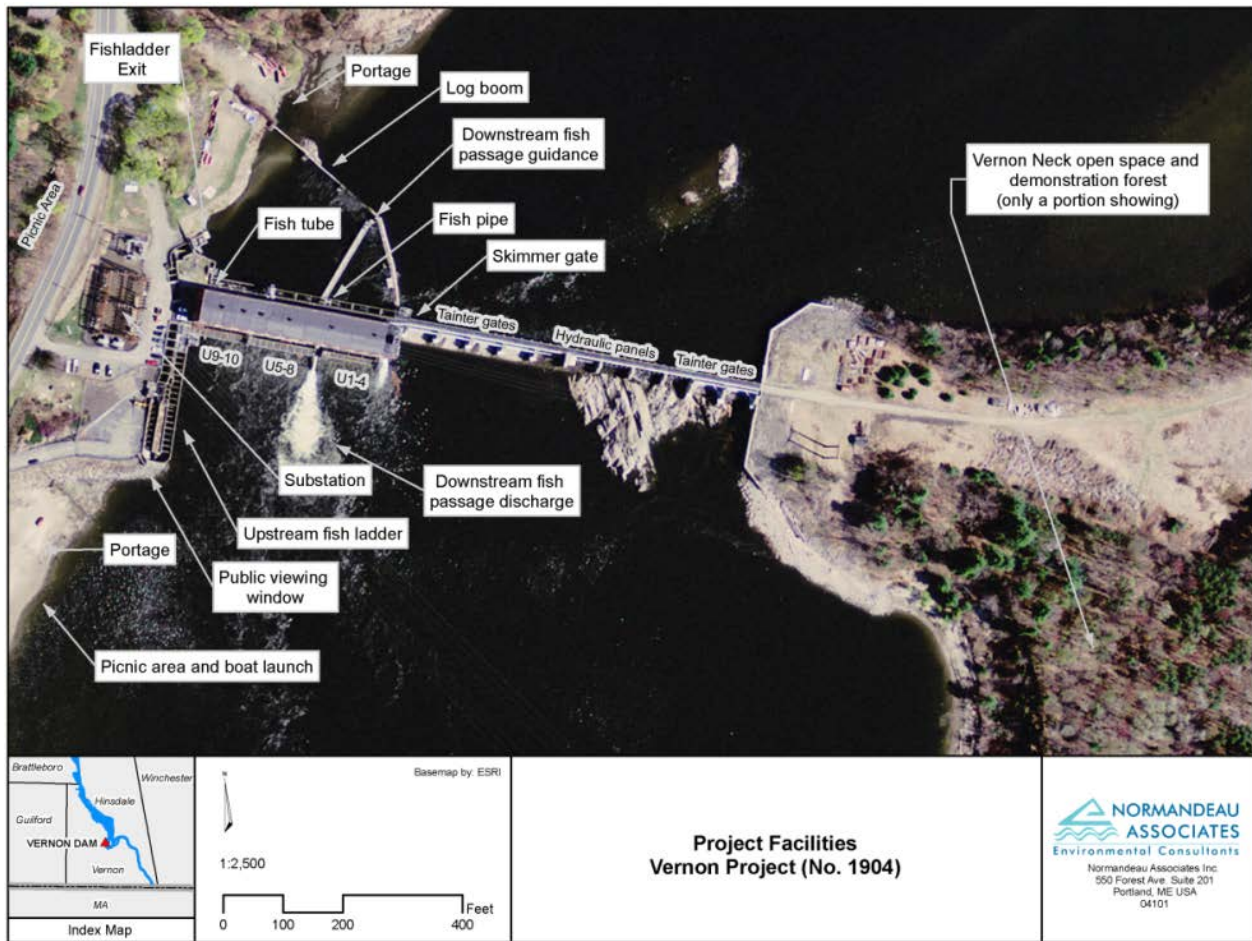 Fishladder
Exit
Portage
Log boom
Downstream fish
passage guidance
Vernon Neck open space and
demonstration forest
(only a portion showing)
Picnic Area
Fish tube
Fish pipe
Skimmer gate
Tainter gates
Hydraulic panels
Tainter gates
U9-10
U5-8
U1-4
Substation
Downstream fish
passage discharge
Upstream fish ladder
Portage
Public viewing
window
Picnic area and boat launch
Brattleboro
Winchester
Hinsdale
Guilford
VERNON DAM
Vernon
MA
Index Map
N
Basemap by: ESRI
1:2,500
Feet
0 100 200 400
Project Facilities
Vernon Project (No. 1904)
NORMANDEAU
ASSOCIATES
Environmental Consultants
Normandeau Associates Inc.
550 Forest Ave. Suite 201
Portland, ME USA
04101